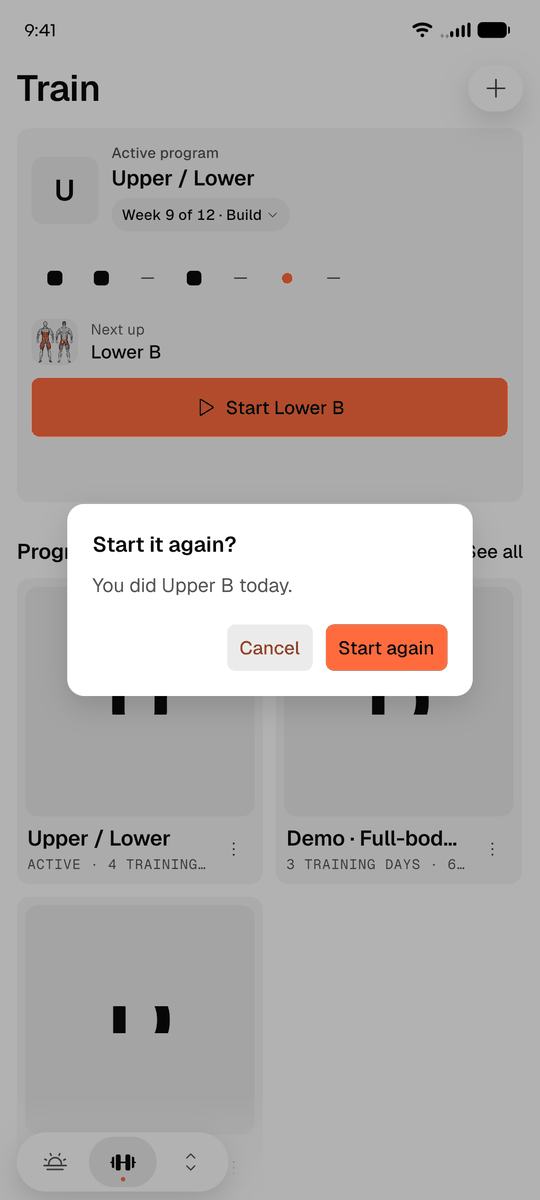 9:41
Train
Active program
U
Upper / Lower
Week 9 of 12 · Build
Next up
Lower B
Start Lower B
Start it again?
You did Upper B today.
Cancel
Start again
See all
Upper / Lower
ACTIVE · 4 TRAINING…
Demo · Full-bod…
3 TRAINING DAYS · 6…